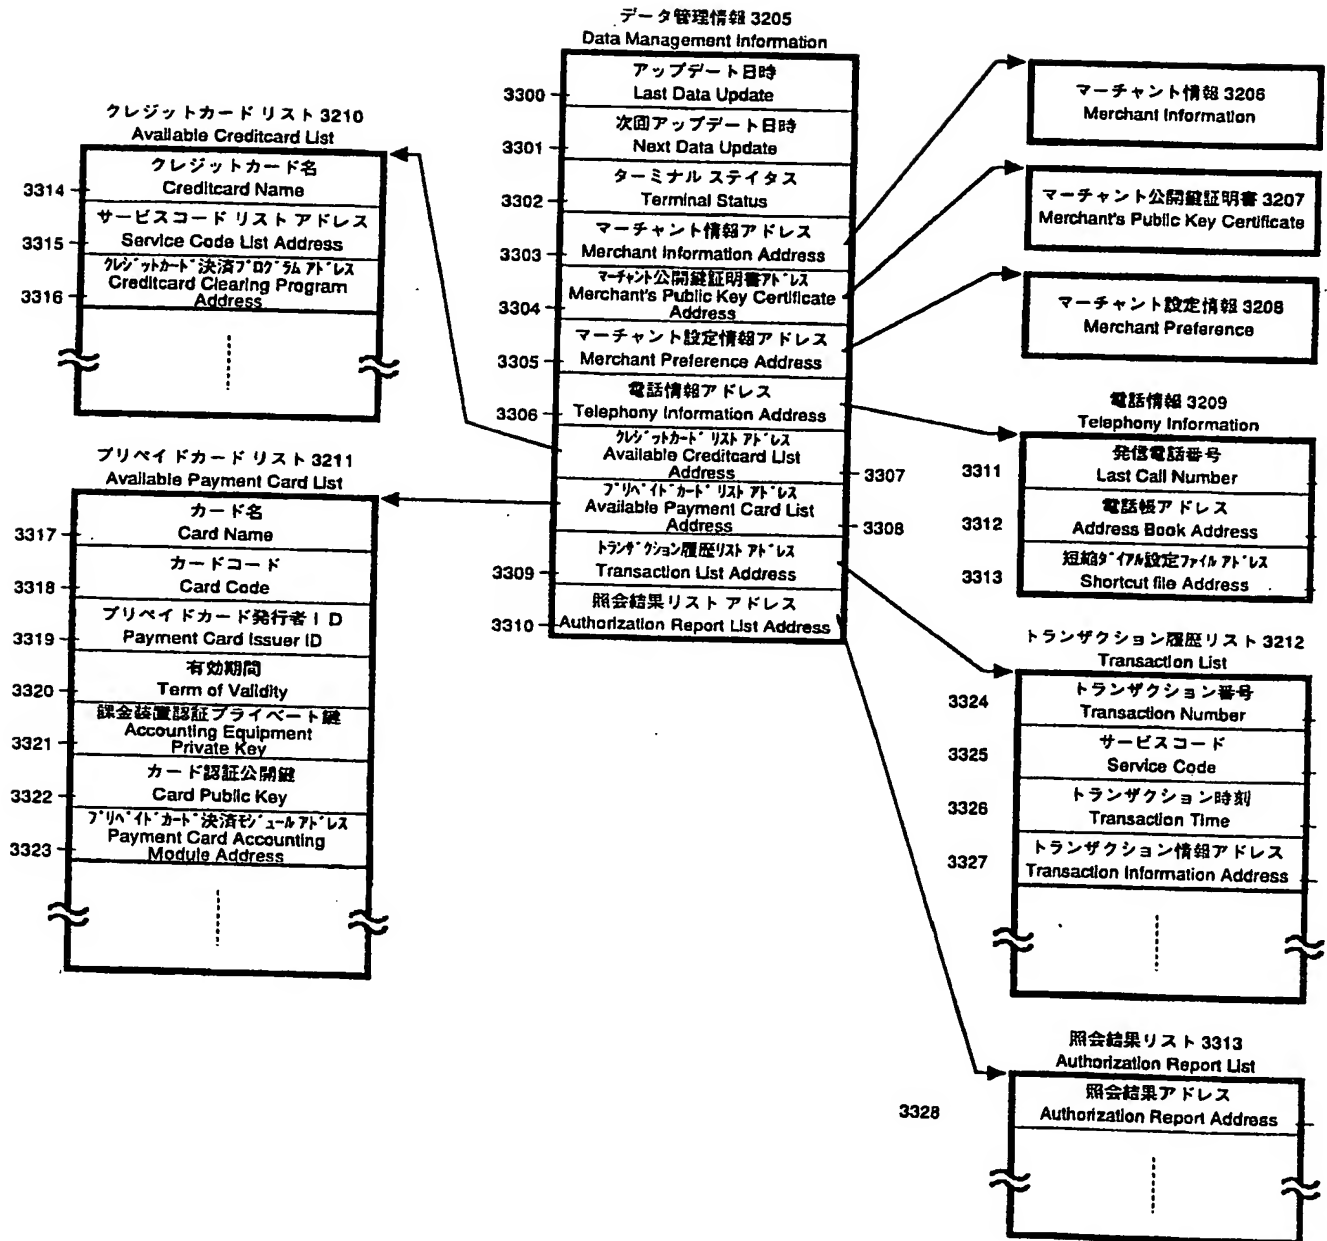 データ管理情報 3205
Data Management Information
アップデート日時
Last Data Update
3300
次回アップデート日時
Next Data Update
3301
ターミナル ステイタス
Terminal Status
3302
マーチャント情報アドレス
Merchant Information Address
3303
マーチャント公開鍵証明書アドレス
Merchant's Public Key Certificate
Address
3304
マーチャント設定情報アドレス
Merchant Preference Address
3305
電話情報アドレス
Telephony Information Address
3306
クレジットカード リスト アドレス
Available Creditcard List
Address
3307
プリペイドカード リスト アドレス
Available Payment Card List
Address
3308
トランザクション履歴リスト アドレス
Transaction List Address
3309
照会結果リスト アドレス
Authorization Report List Address
3310
クレジットカード リスト 3210
Available Creditcard List
クレジットカード名
Creditcard Name
3314
サービスコード リスト アドレス
Service Code List Address
3315
クレジットカード決済プログラム アドレス
Creditcard Clearing Program
Address
3316
プリペイドカード リスト 3211
Available Payment Card List
カード名
Card Name
3317
カードコード
Card Code
3318
プリペイドカード発行者ID
Payment Card Issuer ID
3319
有効期間
Term of Validity
3320
課金装置認証プライベート鍵
Accounting Equipment
Private Key
3321
カード認証公開鍵
Card Public Key
3322
プリペイドカード決済モジュールアドレス
Payment Card Accounting
Module Address
3323
マーチャント情報 3206
Merchant Information
マーチャント公開鍵証明書 3207
Merchant's Public Key Certificate
マーチャント設定情報 3208
Merchant Preference
電話情報 3209
Telephony Information
発信電話番号
Last Call Number
3311
電話帳アドレス
Address Book Address
3312
短縮ダイアル設定ファイル アドレス
Shortcut file Address
3313
トランザクション履歴リスト 3212
Transaction List
トランザクション番号
Transaction Number
3324
サービスコード
Service Code
3325
トランザクション時刻
Transaction Time
3326
トランザクション情報アドレス
Transaction Information Address
3327
照会結果リスト 3313
Authorization Report List
照会結果アドレス
Authorization Report Address
3328